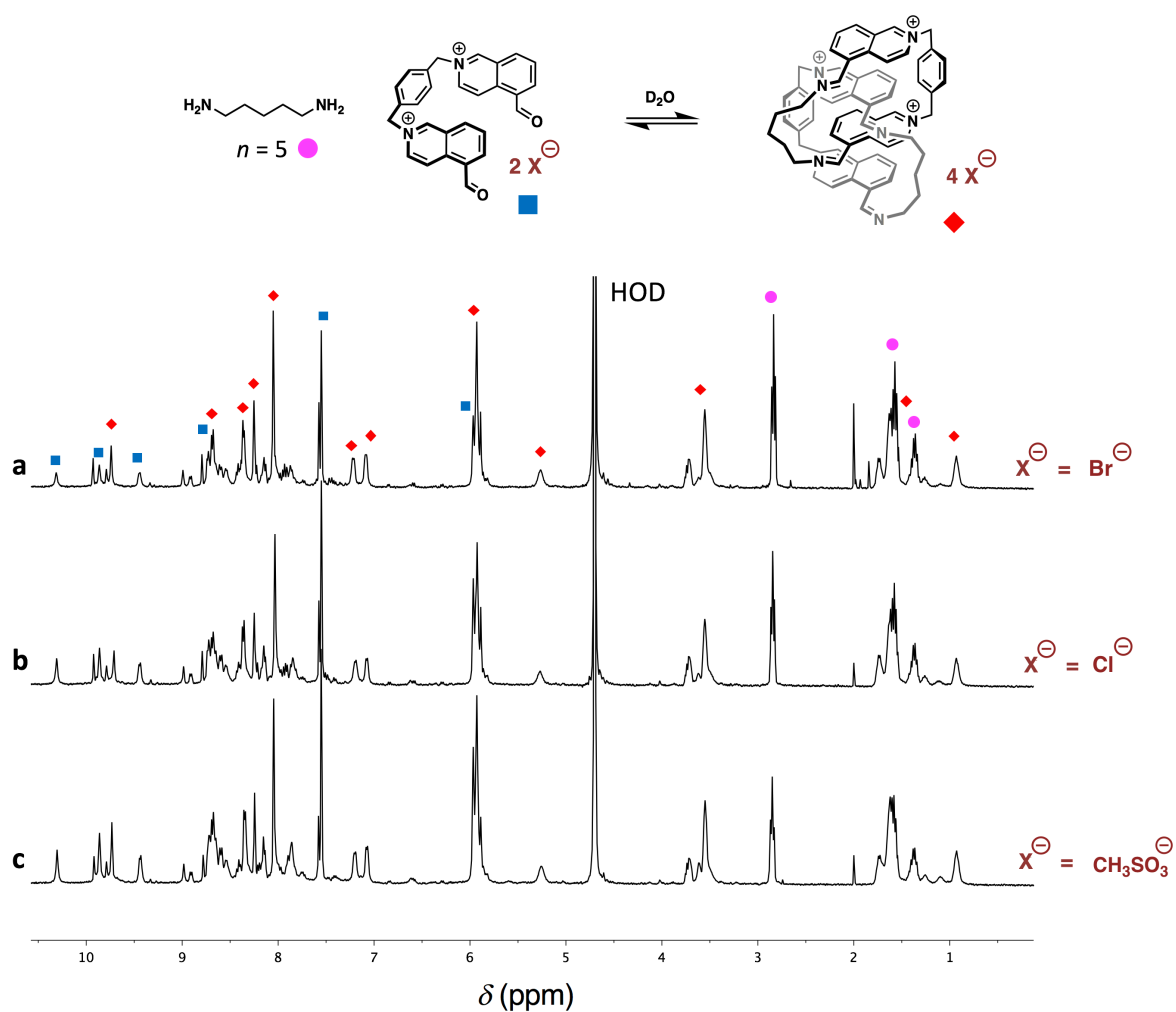 H₂N NH₂
n = 5
N⊕
N⊕
O
O
2 X⊖
D₂O
N⊕
⊕
N
N
N⊕
N⊕
N
N
4 X⊖
HOD
a
X⊖ = Br⊖
b
X⊖ = Cl⊖
c
X⊖ = CH₃SO₃⊖
10 9 8 7 6 5 4 3 2 1
δ (ppm)